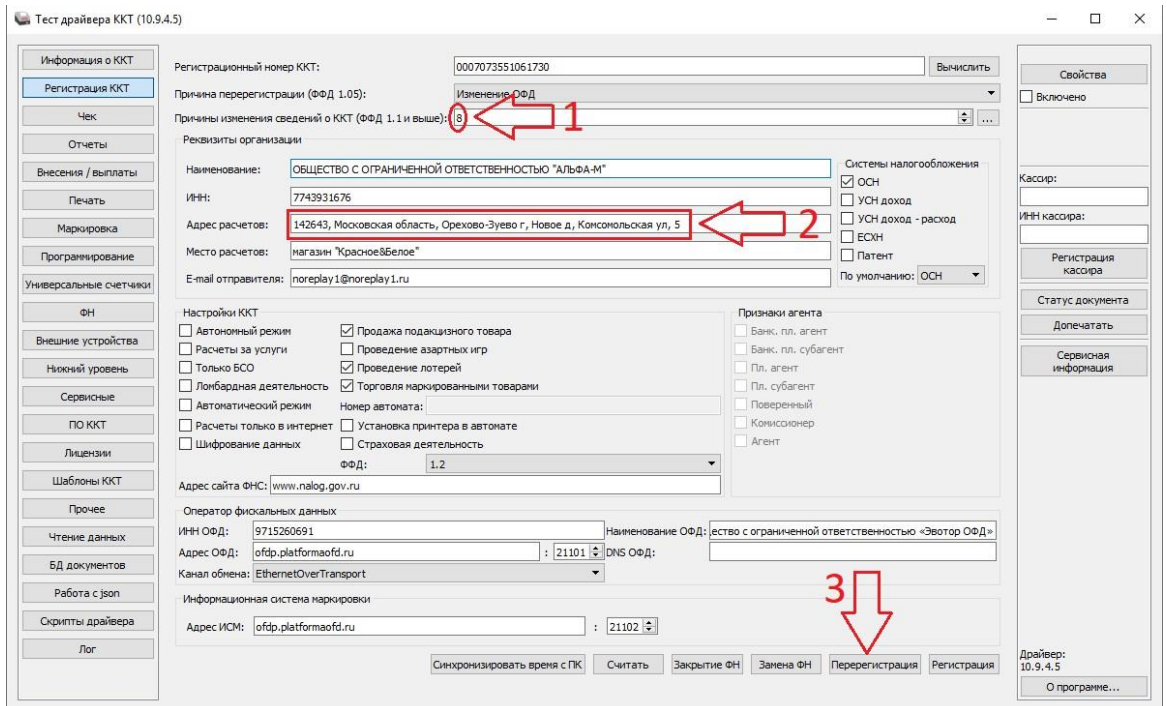 Тест драйвера ККТ (10.9.4.5)
Информация о ККТ
Регистрация ККТ
Чек
Отчеты
Внесения / выплаты
Печать
Маркировка
Программирование
Универсальные счетчики
ФН
Внешние устройства
Нижний уровень
Сервисные
ПО ККТ
Лицензии
Шаблоны ККТ
Прочее
Чтение данных
БД документов
Работа с json
Скрипты драйвера
Лог
Регистрационный номер ККТ: 0007073551061730 Вычислить
Причина перерегистрации (ФФД 1.05): Изменение ОФД
Причины изменения сведений о ККТ (ФФД 1.1 и выше): 8 1 ...
Реквизиты организации
Наименование: ОБЩЕСТВО С ОГРАНИЧЕННОЙ ОТВЕТСТВЕННОСТЬЮ "АЛЬФА-М"
ИНН: 7743931676
Адрес расчетов: 142643, Московская область, Орехово-Зуево г, Новое д, Комсомольская ул, 5 2
Место расчетов: магазин "Красное&Белое"
E-mail отправителя: noreplay1@noreplay1.ru
Системы налогообложения
ОСН
УСН доход
УСН доход - расход
ЕСХН
Патент
По умолчанию: ОСН
Настройки ККТ
Автономный режим Продажа подакцизного товара
Расчеты за услуги Проведение азартных игр
Только БСО Проведение лотерей
Ломбардная деятельность Торговля маркированными товарами
Автоматический режим Номер автомата:
Расчеты только в интернет Установка принтера в автомате
Шифрование данных Страховая деятельность
ФФД: 1.2
Адрес сайта ФНС: www.nalog.gov.ru
Признаки агента
Банк. пл. агент
Банк. пл. субагент
Пл. агент
Пл. субагент
Поверенный
Комиссионер
Агент
Оператор фискальных данных
ИНН ОФД: 9715260691 Наименование ОФД: ество с ограниченной ответственностью «Эвотор ОФД»
Адрес ОФД: ofdp.platformaofd.ru : 21101 DNS ОФД:
Канал обмена: EthernetOverTransport
Информационная система маркировки
Адрес ИСМ: ofdp.platformaofd.ru : 21102
3
Синхронизировать время с ПК Считать Закрытие ФН Замена ФН Перерегистрация Регистрация
Свойства
Включено
Кассир:
ИНН кассира:
Регистрация
кассира
Статус документа
Допечатать
Сервисная
информация
Драйвер:
10.9.4.5
О программе...